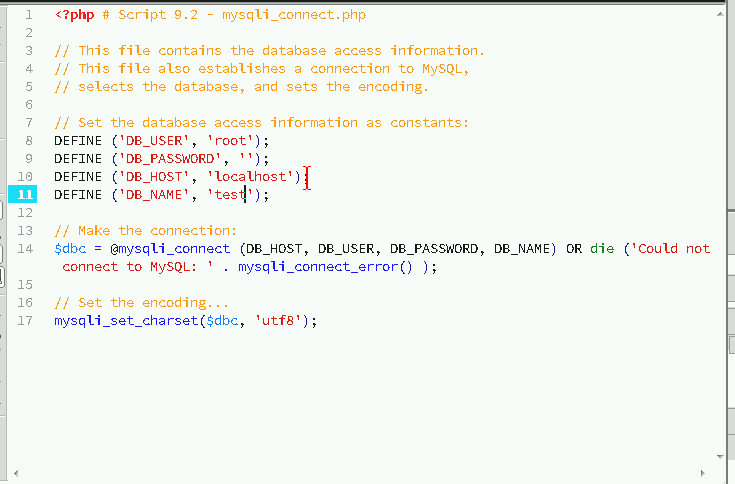 1 <?php # Script 9.2 - mysqli_connect.php
2
3 // This file contains the database access information.
4 // This file also establishes a connection to MySQL,
5 // selects the database, and sets the encoding.
6
7 // Set the database access information as constants:
8 DEFINE ('DB_USER', 'root');
9 DEFINE ('DB_PASSWORD', '');
10 DEFINE ('DB_HOST', 'localhost');
11 DEFINE ('DB_NAME', 'test');
12
13 // Make the connection:
14 $dbc = @mysqli_connect (DB_HOST, DB_USER, DB_PASSWORD, DB_NAME) OR die ('Could not
connect to MySQL: ' . mysqli_connect_error() );
15
16 // Set the encoding...
17 mysqli_set_charset($dbc, 'utf8');